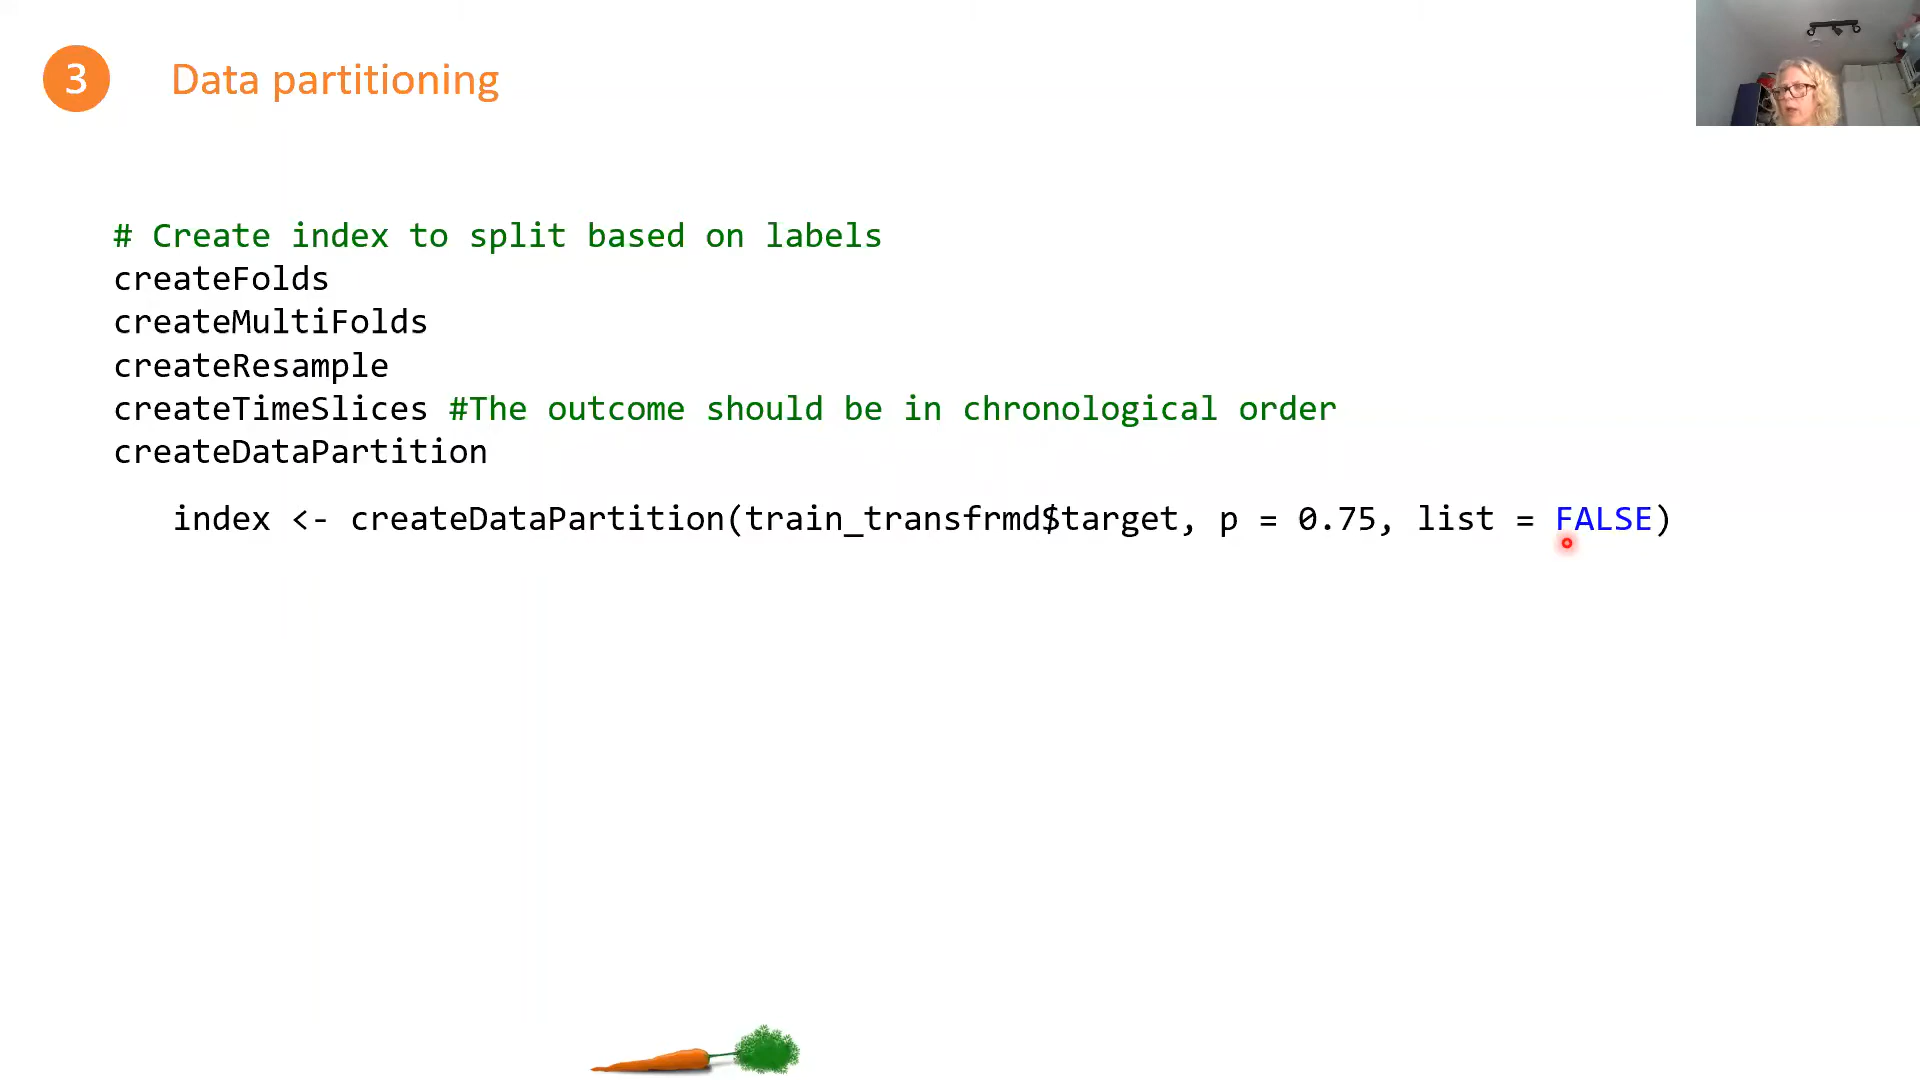 3 Data partitioning
# Create index to split based on labels
createFolds
createMultiFolds
createResample
createTimeSlices #The outcome should be in chronological order
createDataPartition
index <- createDataPartition(train_transfrmd$target, p = 0.75, list = FALSE)